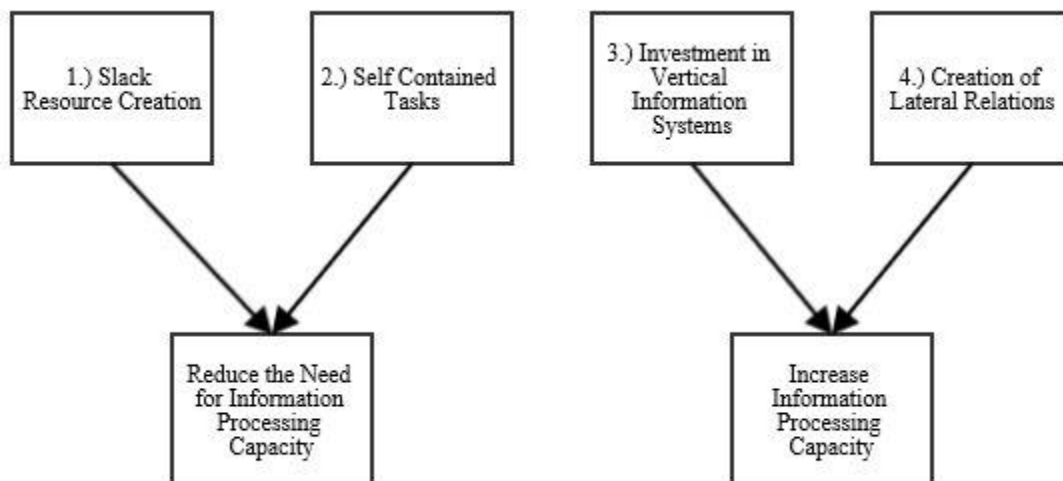 1.) Slack
Resource Creation
2.) Self Contained
Tasks
3.) Investment in
Vertical
Information
Systems
4.) Creation of
Lateral Relations
Reduce the Need
for Information
Processing
Capacity
Increase
Information
Processing
Capacity